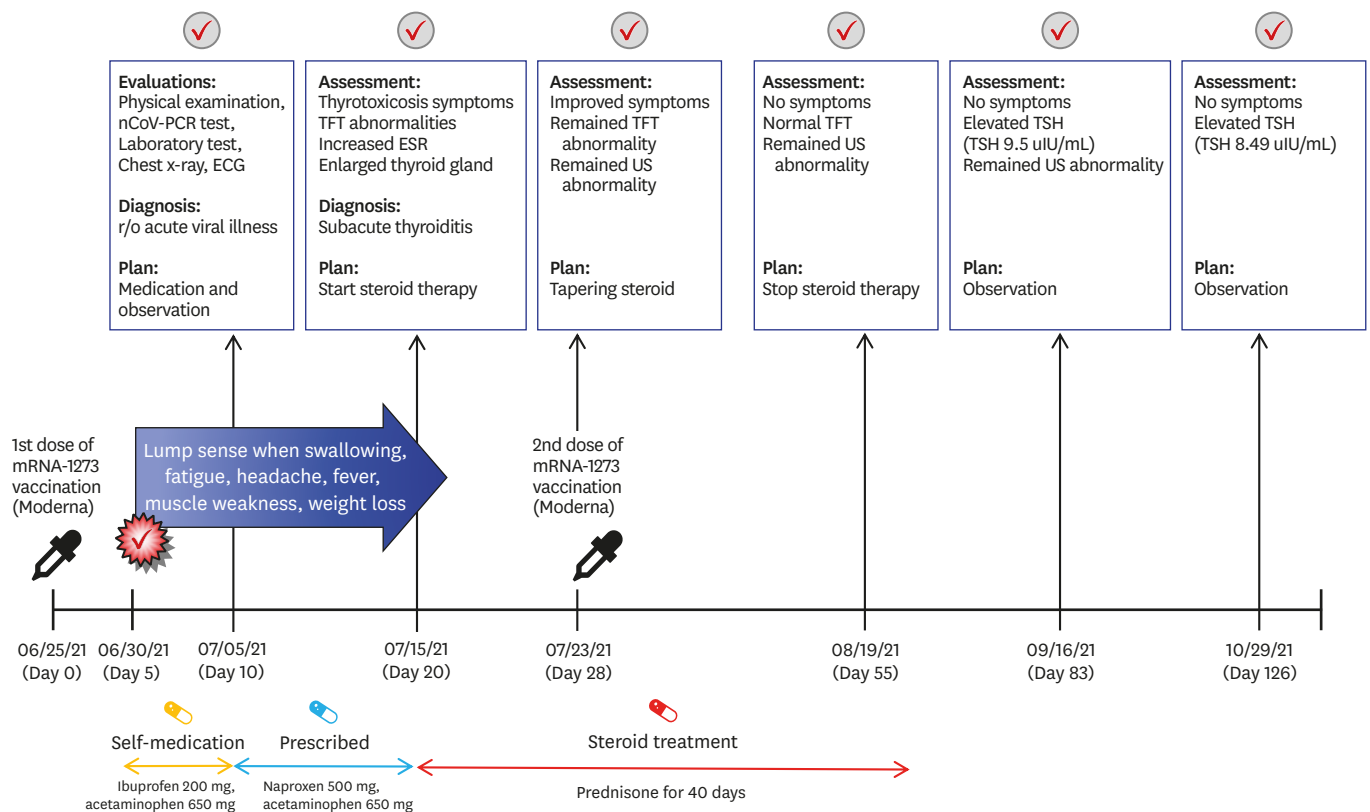 Evaluations:
Physical examination,
nCoV-PCR test,
Laboratory test,
Chest x-ray, ECG
Diagnosis:
r/o acute viral illness
Plan:
Medication and
observation
Assessment:
Thyrotoxicosis symptoms
TFT abnormalities
Increased ESR
Enlarged thyroid gland
Diagnosis:
Subacute thyroiditis
Plan:
Start steroid therapy
Assessment:
Improved symptoms
Remained TFT
abnormality
Remained US
abnormality
Plan:
Tapering steroid
Assessment:
No symptoms
Normal TFT
Remained US
abnormality
Plan:
Stop steroid therapy
Assessment:
No symptoms
Elevated TSH
(TSH 9.5 uIU/mL)
Remained US abnormality
Plan:
Observation
Assessment:
No symptoms
Elevated TSH
(TSH 8.49 uIU/mL)
Plan:
Observation
1st dose of
mRNA-1273
vaccination
(Moderna)
Lump sense when swallowing,
fatigue, headache, fever,
muscle weakness, weight loss
2nd dose of
mRNA-1273
vaccination
(Moderna)
06/25/21
(Day 0)
06/30/21
(Day 5)
07/05/21
(Day 10)
07/15/21
(Day 20)
07/23/21
(Day 28)
08/19/21
(Day 55)
09/16/21
(Day 83)
10/29/21
(Day 126)
Self-medication
Ibuprofen 200 mg,
acetaminophen 650 mg
Prescribed
Naproxen 500 mg,
acetaminophen 650 mg
Steroid treatment
Prednisone for 40 days